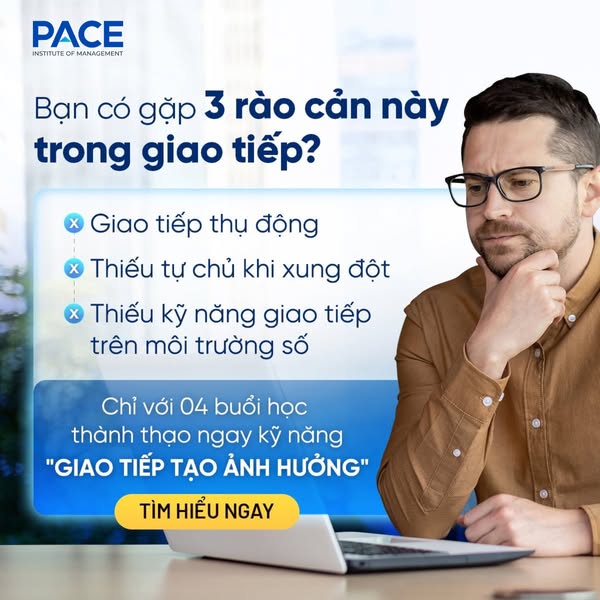 PACE
INSTITUTE OF MANAGEMENT
Bạn có gặp 3 rào cản này
trong giao tiếp?
X Giao tiếp thụ động
X Thiếu tự chủ khi xung đột
X Thiếu kỹ năng giao tiếp
trên môi trường số
Chỉ với 04 buổi học
thành thạo ngay kỹ năng
"GIAO TIẾP TẠO ẢNH HƯỞNG"
TÌM HIỂU NGAY